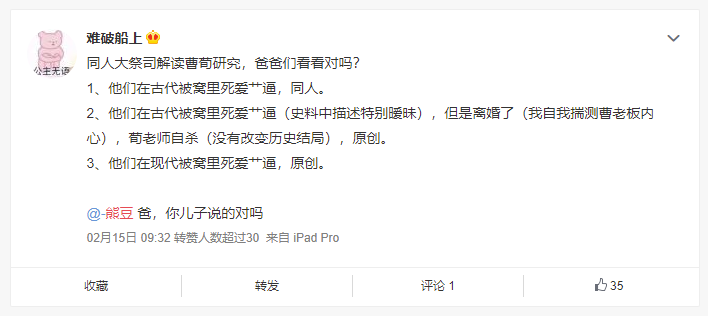 难破船上
公主无语
同人大祭司解读曹荀研究，爸爸们看看对吗？
1、他们在古代被窝里死爱艹逼，同人。
2、他们在古代被窝里死爱艹逼（史料中描述特别暧昧），但是离婚了（我自我揣测曹老板内
心），荀老师自杀（没有改变历史结局），原创。
3、他们在现代被窝里死爱艹逼，原创。
@-熊豆 爸，你儿子说的对吗
02月15日 09:32 转赞人数超过30 来自 iPad Pro
收藏 转发 评论 1 35